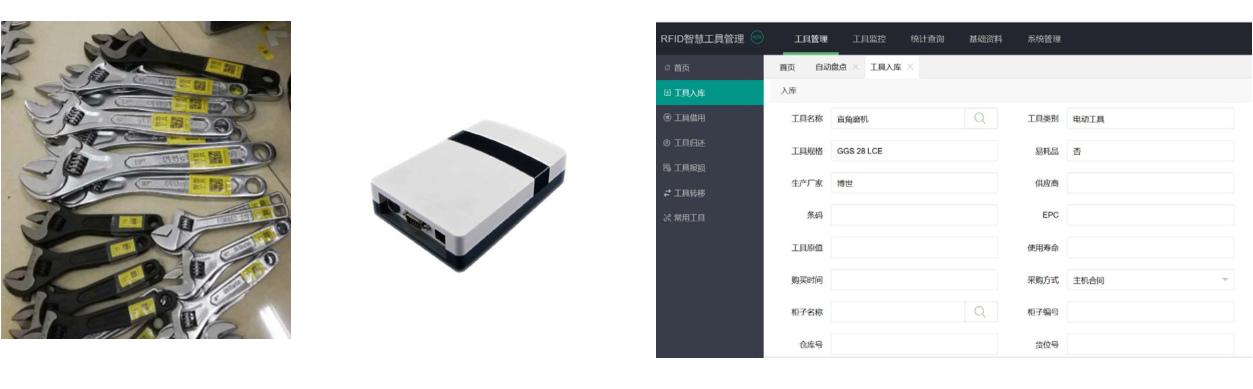 RFID智慧工具管理
工具管理
工具监控
统计查询
基础资料
系统管理
首页
工具入库
工具借用
工具归还
工具报损
工具转移
常用工具
首页
自动盘点
工具入库
入库
工具名称 直角磨机
工具类别 电动工具
工具规格 GGS 28 LCE
易耗品 否
生产厂家 博世
供应商
条码
EPC
工具原值
使用寿命
购买时间
采购方式 主机合同
柜子名称
柜子编号
仓库号
货位号